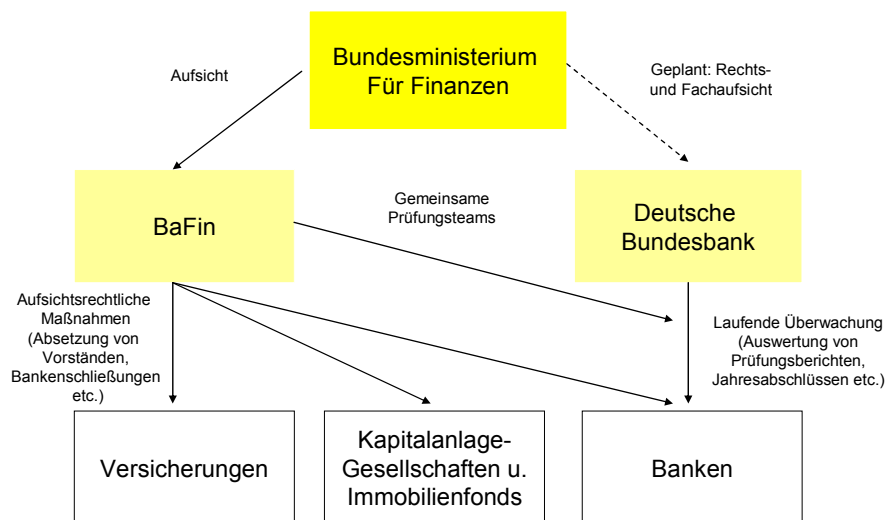 Bundesministerium
Für Finanzen
Aufsicht
Geplant: Rechts-
und Fachaufsicht
BaFin
Gemeinsame
Prüfungsteams
Deutsche
Bundesbank
Aufsichtsrechtliche
Maßnahmen
(Absetzung von
Vorständen,
Bankenschließungen
etc.)
Laufende Überwachung
(Auswertung von
Prüfungsberichten,
Jahresabschlüssen etc.)
Versicherungen
Kapitalanlage-
Gesellschaften u.
Immobilienfonds
Banken